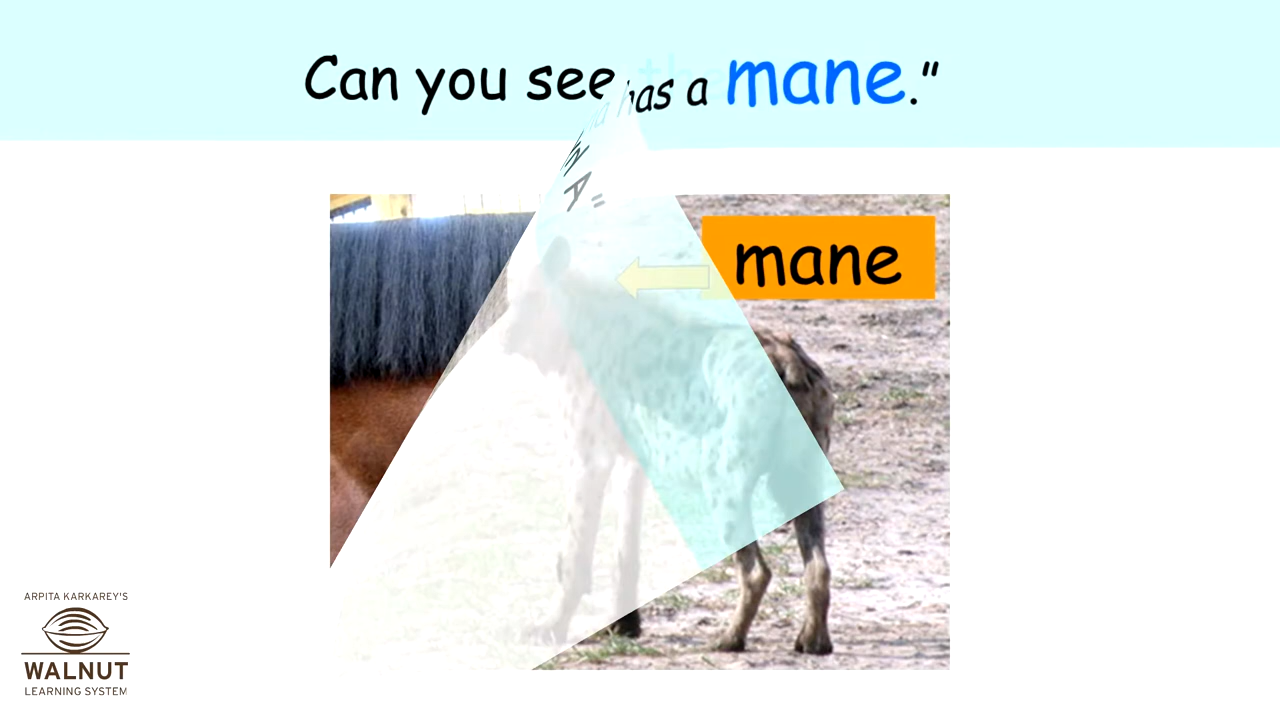 Can you see has a mane."
mane
ARPITA KARKAREY'S
WALNUT
LEARNING SYSTEM